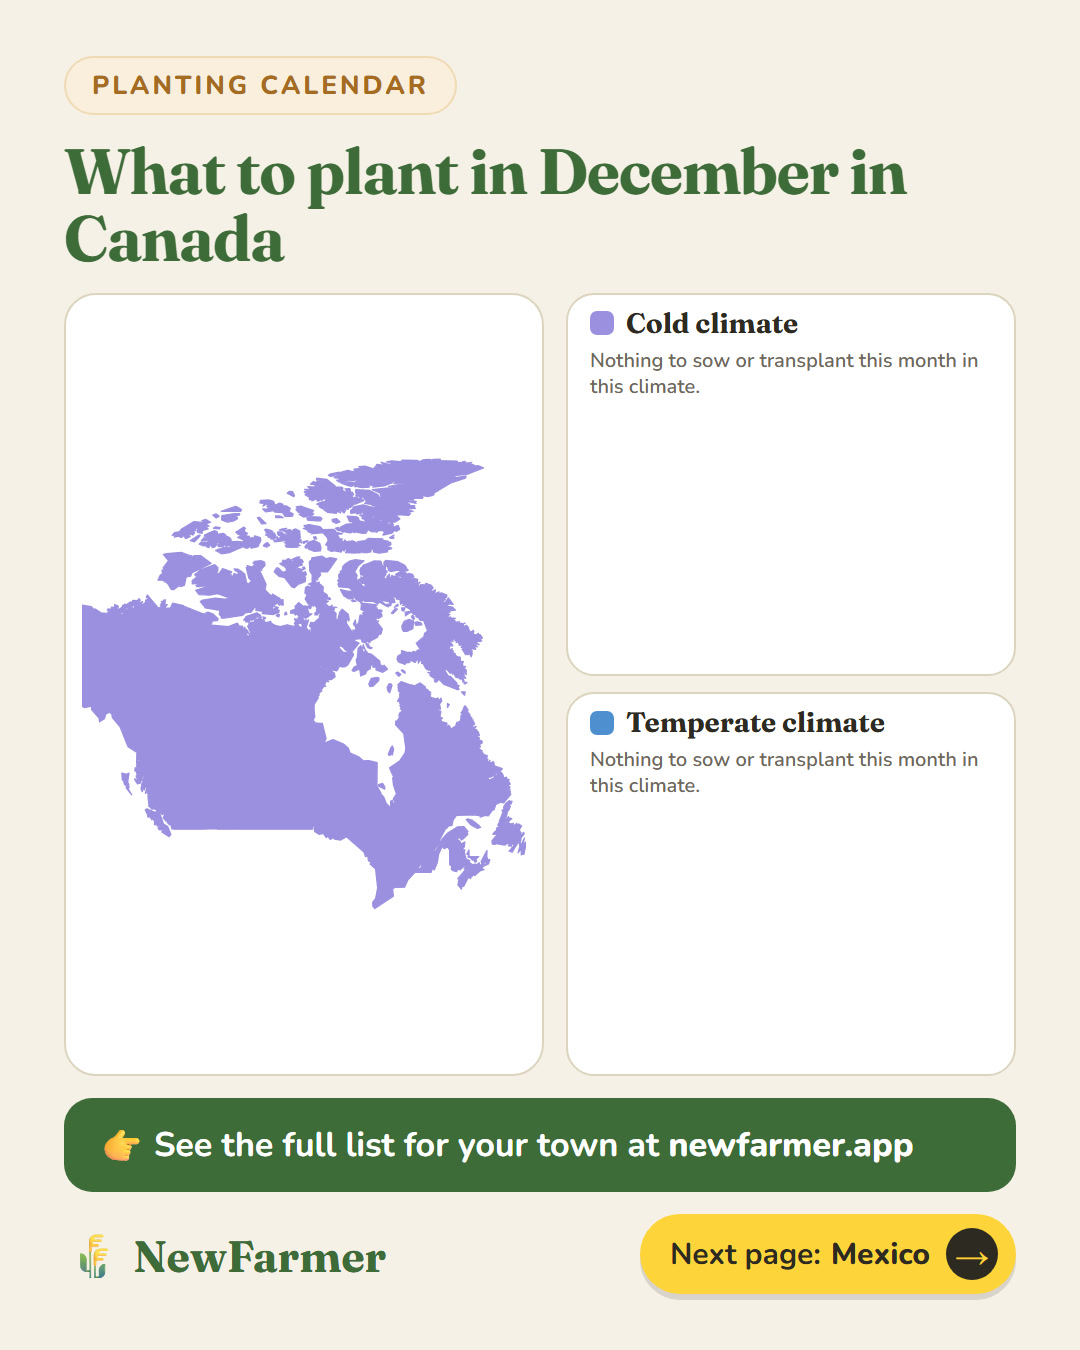 PLANTING CALENDAR
What to plant in December in
Canada
Cold climate
Nothing to sow or transplant this month in
this climate.
Temperate climate
Nothing to sow or transplant this month in
this climate.
👉 See the full list for your town at newfarmer.app
NewFarmer
Next page: Mexico →